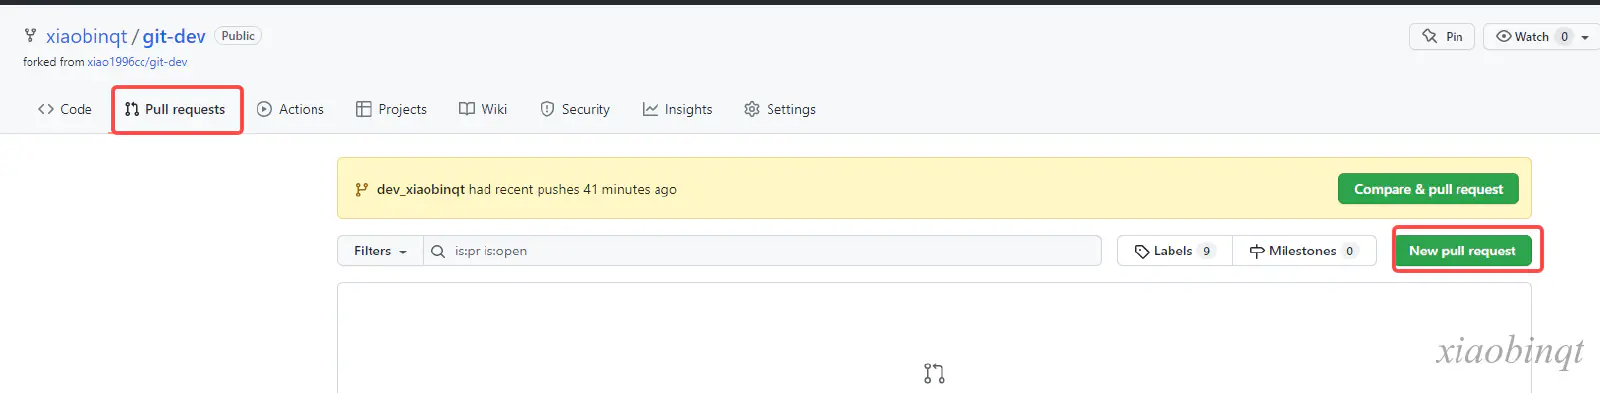 xiaobinqt / git-dev Public
Pin
Watch 0
forked from xiao1996cc/git-dev
Code
Pull requests
Actions
Projects
Wiki
Security
Insights
Settings
dev_xiaobinqt had recent pushes 41 minutes ago
Compare & pull request
Filters
is:pr is:open
Labels 9
Milestones 0
New pull request
xiaobinqt